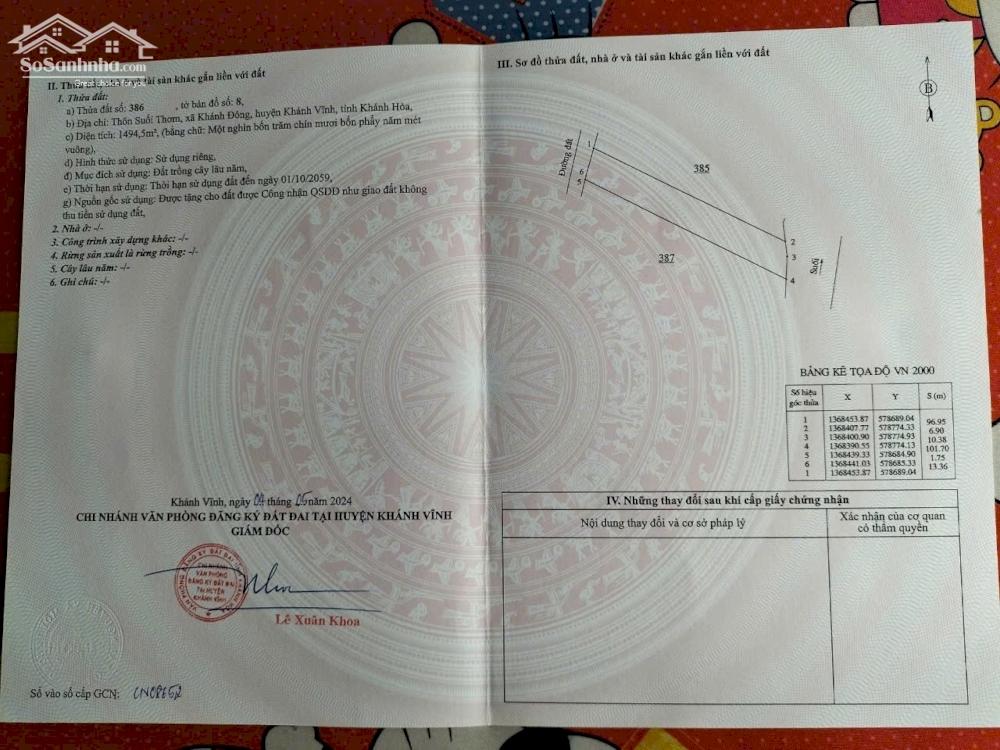 SoSanhnha.com
II. Thửa đất, nhà ở và tài sản khác gắn liền với đất
1. Thửa đất:
a) Thửa đất số: 386 , tờ bản đồ số: 8,
b) Địa chỉ: Thôn Suối Thơm, xã Khánh Đông, huyện Khánh Vĩnh, tỉnh Khánh Hòa,
c) Diện tích: 1494,5m², (bằng chữ: Một nghìn bốn trăm chín mươi bốn phẩy năm mét
vuông),
d) Hình thức sử dụng: Sử dụng riêng,
đ) Mục đích sử dụng: Đất trồng cây lâu năm,
e) Thời hạn sử dụng: Thời hạn sử dụng đất đến ngày 01/10/2059,
g) Nguồn gốc sử dụng: Được tặng cho đất được Công nhận QSDĐ như giao đất không
thu tiền sử dụng đất,
2. Nhà ở: -/-
3. Công trình xây dựng khác: -/-
4. Rừng sản xuất là rừng trồng: -/-
5. Cây lâu năm: -/-
6. Ghi chú: -/-
Khánh Vĩnh, ngày 04 tháng 05 năm 2024
CHI NHÁNH VĂN PHÒNG ĐĂNG KÝ ĐẤT ĐAI TẠI HUYỆN KHÁNH VĨNH
GIÁM ĐỐC
CHI NHÁNH
VĂN PHÒNG
ĐĂNG KÝ ĐẤT ĐAI
TẠI HUYỆN
KHÁNH VĨNH
Lê Xuân Khoa
Số vào sổ cấp GCN:
III. Sơ đồ thửa đất, nhà ở và tài sản khác gắn liền với đất
B
Đường đất
1
6
5
385
387
2
3
4
Suối
BẢNG KÊ TỌA ĐỘ VN 2000
Số hiệu góc thửa X Y S (m)
1 1368453.87 578689.04
96.95
2 1368407.77 578774.33
6.90
3 1368400.90 578774.93
10.38
4 1368390.55 578774.13
101.70
5 1368439.33 578684.90
1.75
6 1368441.03 578685.33
13.36
1 1368453.87 578689.04
IV. Những thay đổi sau khi cấp giấy chứng nhận
Nội dung thay đổi và cơ sở pháp lý
Xác nhận của cơ quan
có thẩm quyền